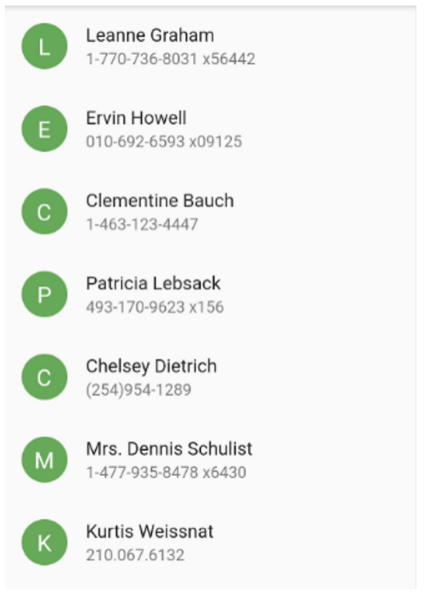 L
Leanne Graham
1-770-736-8031 x56442
E
Ervin Howell
010-692-6593 x09125
C
Clementine Bauch
1-463-123-4447
P
Patricia Lebsack
493-170-9623 x156
C
Chelsey Dietrich
(254)954-1289
M
Mrs. Dennis Schulist
1-477-935-8478 x6430
K
Kurtis Weissnat
210.067.6132